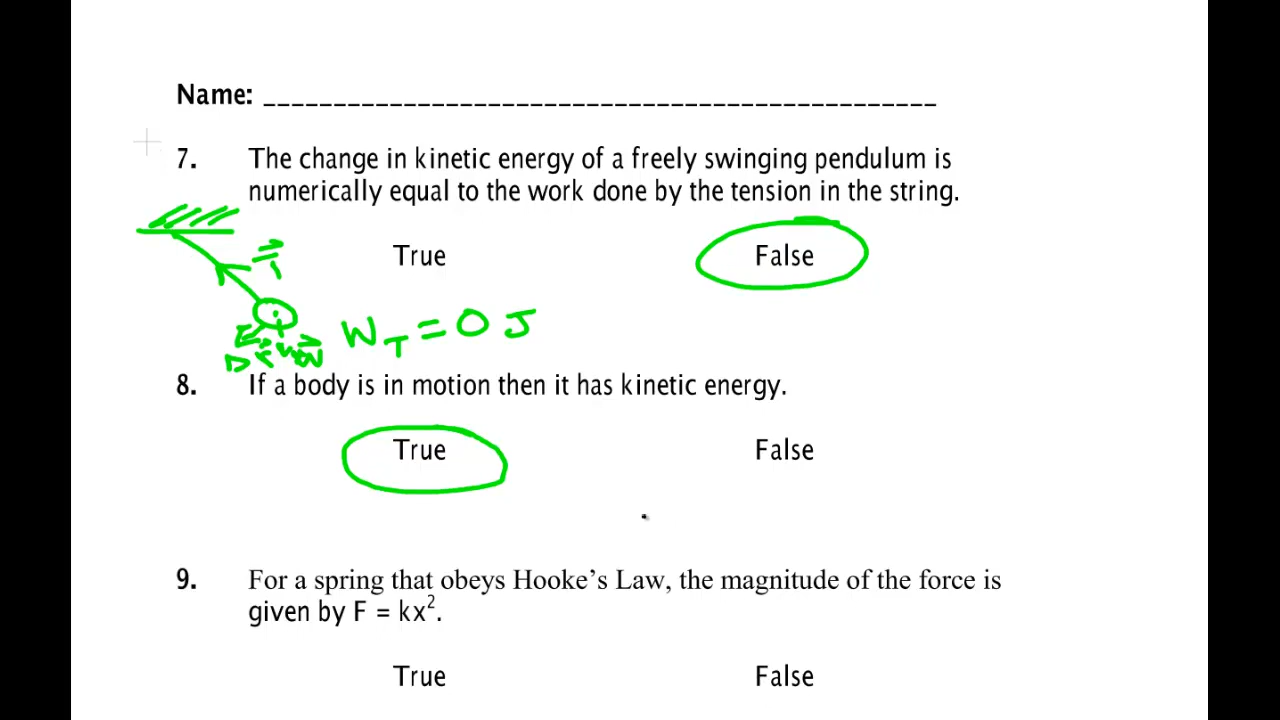 Name: _______________________________________________
7. The change in kinetic energy of a freely swinging pendulum is
numerically equal to the work done by the tension in the string.
True False
W_T = 0 J
8. If a body is in motion then it has kinetic energy.
True False
9. For a spring that obeys Hooke's Law, the magnitude of the force is
given by F = kx².
True False